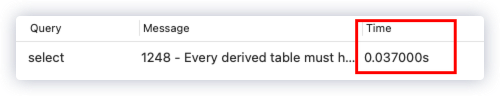 Query Message Time
select 1248 - Every derived table must h... 0.037000s